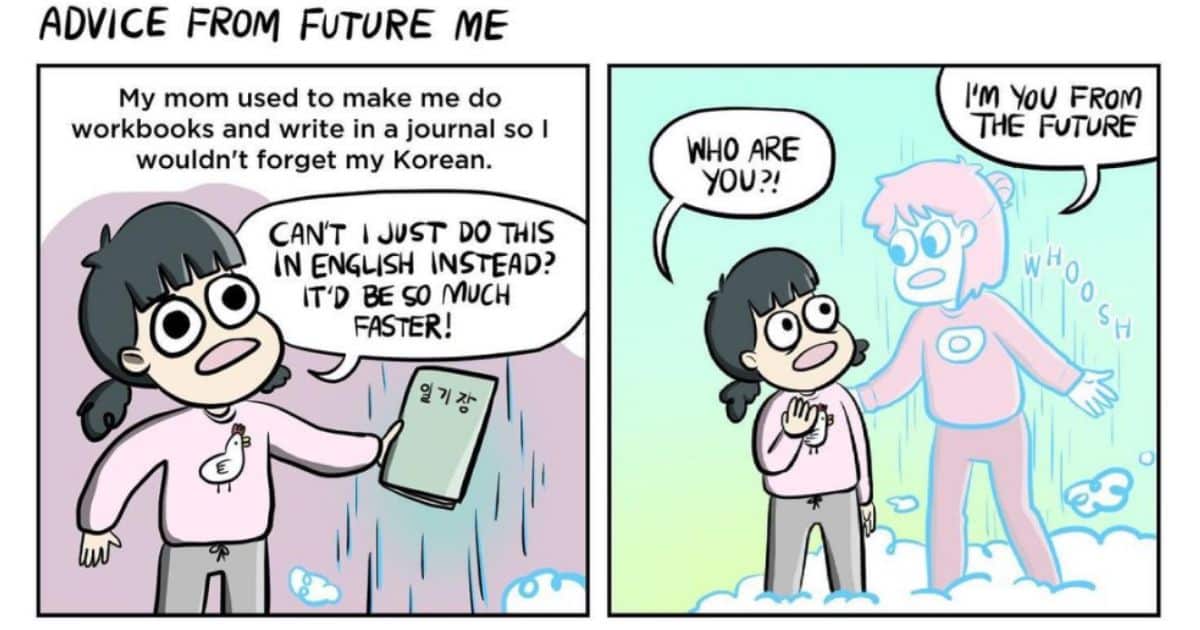 ADVICE FROM FUTURE ME
My mom used to make me do
workbooks and write in a journal so I
wouldn't forget my Korean.
CAN'T I JUST DO THIS
IN ENGLISH INSTEAD?
IT'D BE SO MUCH
FASTER!
일기장
WHO ARE
YOU?!
I'M YOU FROM
THE FUTURE
WHOOSH